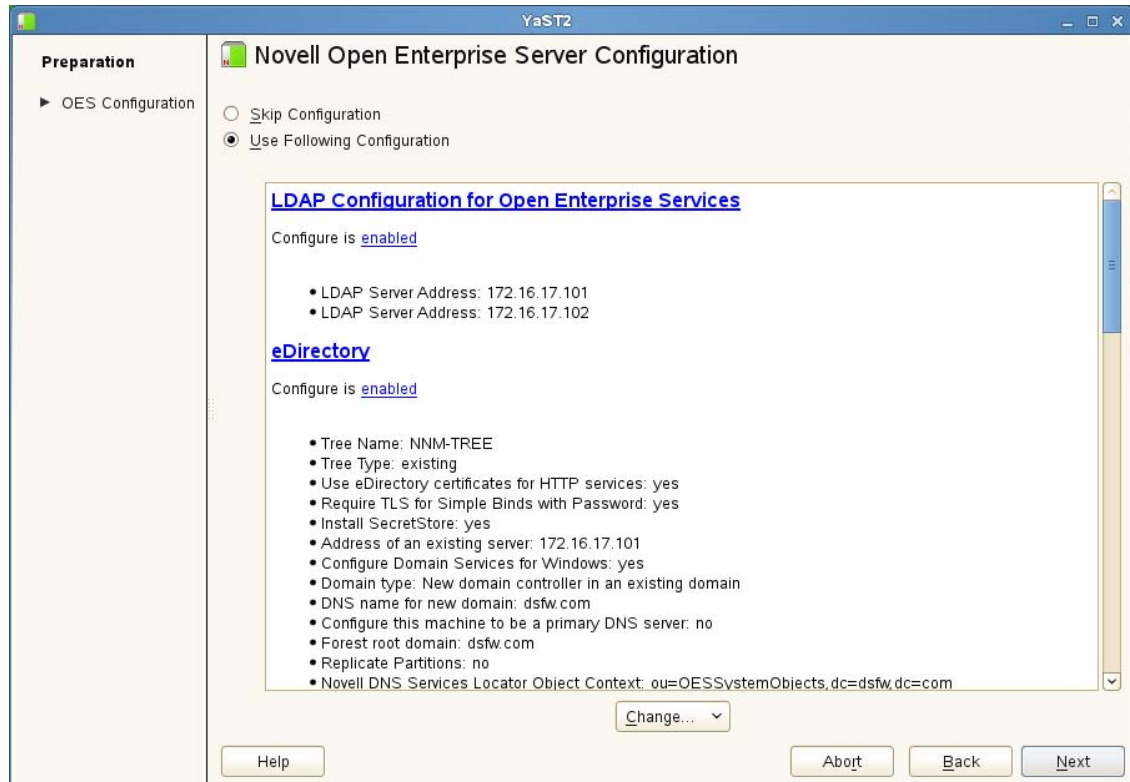 YaST2
Preparation
OES Configuration
Novell Open Enterprise Server Configuration
Skip Configuration
Use Following Configuration
LDAP Configuration for Open Enterprise Services
Configure is enabled
• LDAP Server Address: 172.16.17.101
• LDAP Server Address: 172.16.17.102
eDirectory
Configure is enabled
• Tree Name: NNM-TREE
• Tree Type: existing
• Use eDirectory certificates for HTTP services: yes
• Require TLS for Simple Binds with Password: yes
• Install SecretStore: yes
• Address of an existing server: 172.16.17.101
• Configure Domain Services for Windows: yes
• Domain type: New domain controller in an existing domain
• DNS name for new domain: dsfw.com
• Configure this machine to be a primary DNS server: no
• Forest root domain: dsfw.com
• Replicate Partitions: no
• Novell DNS Services Locator Object Context: ou=OESSystemObjects,dc=dsfw,dc=com
Change...
Help
Abort
Back
Next